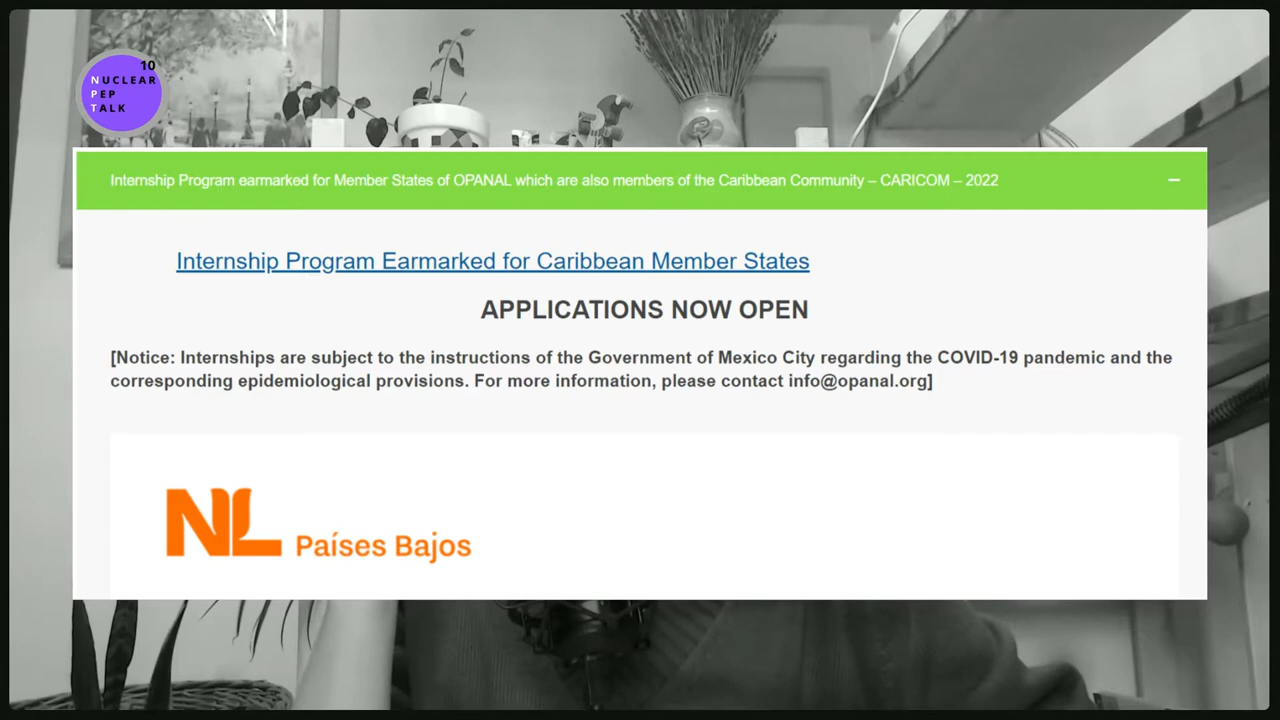 10
NUCLEAR
PEP
TALK
Internship Program earmarked for Member States of OPANAL which are also members of the Caribbean Community – CARICOM – 2022
Internship Program Earmarked for Caribbean Member States
APPLICATIONS NOW OPEN
[Notice: Internships are subject to the instructions of the Government of Mexico City regarding the COVID-19 pandemic and the
corresponding epidemiological provisions. For more information, please contact info@opanal.org]
NL Países Bajos